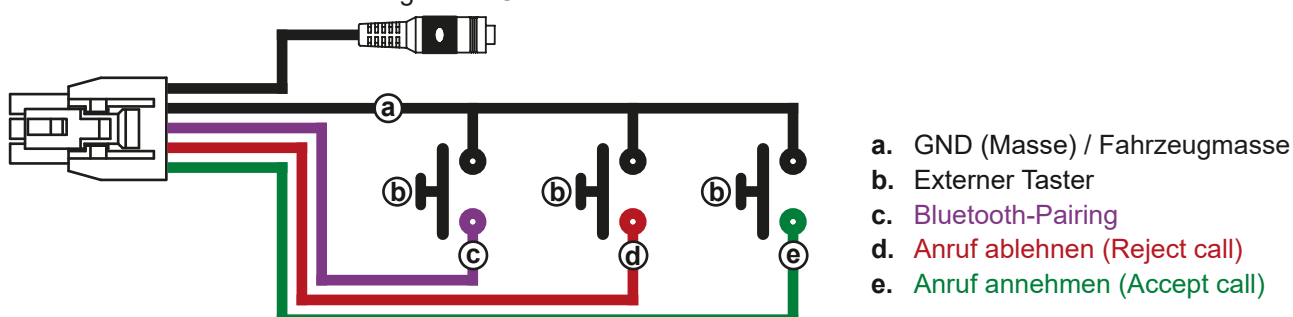 a
b
b
b
c
d
e
a. GND (Masse) / Fahrzeugmasse
b. Externer Taster
c. Bluetooth-Pairing
d. Anruf ablehnen (Reject call)
e. Anruf annehmen (Accept call)